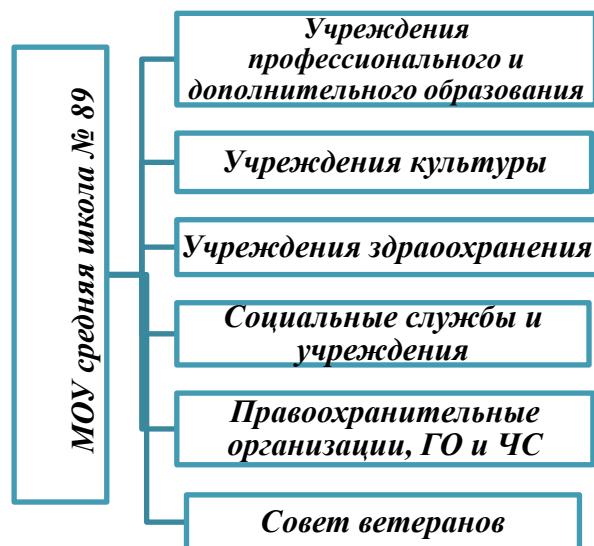 МОУ средняя школа № 89
Учреждения
профессионального и
дополнительного образования
Учреждения культуры
Учреждения здраоохранения
Социальные службы и
учреждения
Правоохранительные
организации, ГО и ЧС
Совет ветеранов